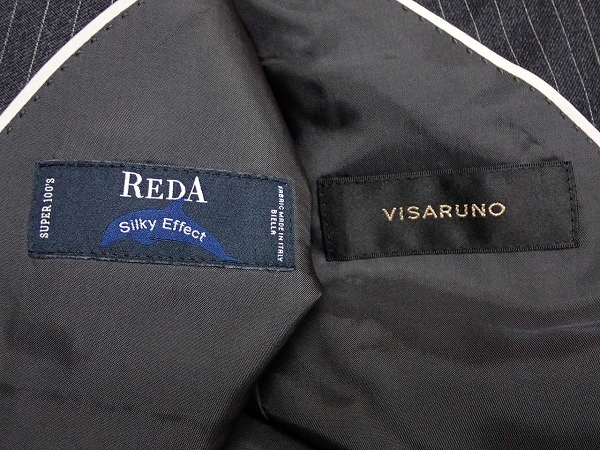 SUPER 100'S
REDA
Silky Effect
FABRIC MADE IN ITALY
BIELLA
VISARUNO